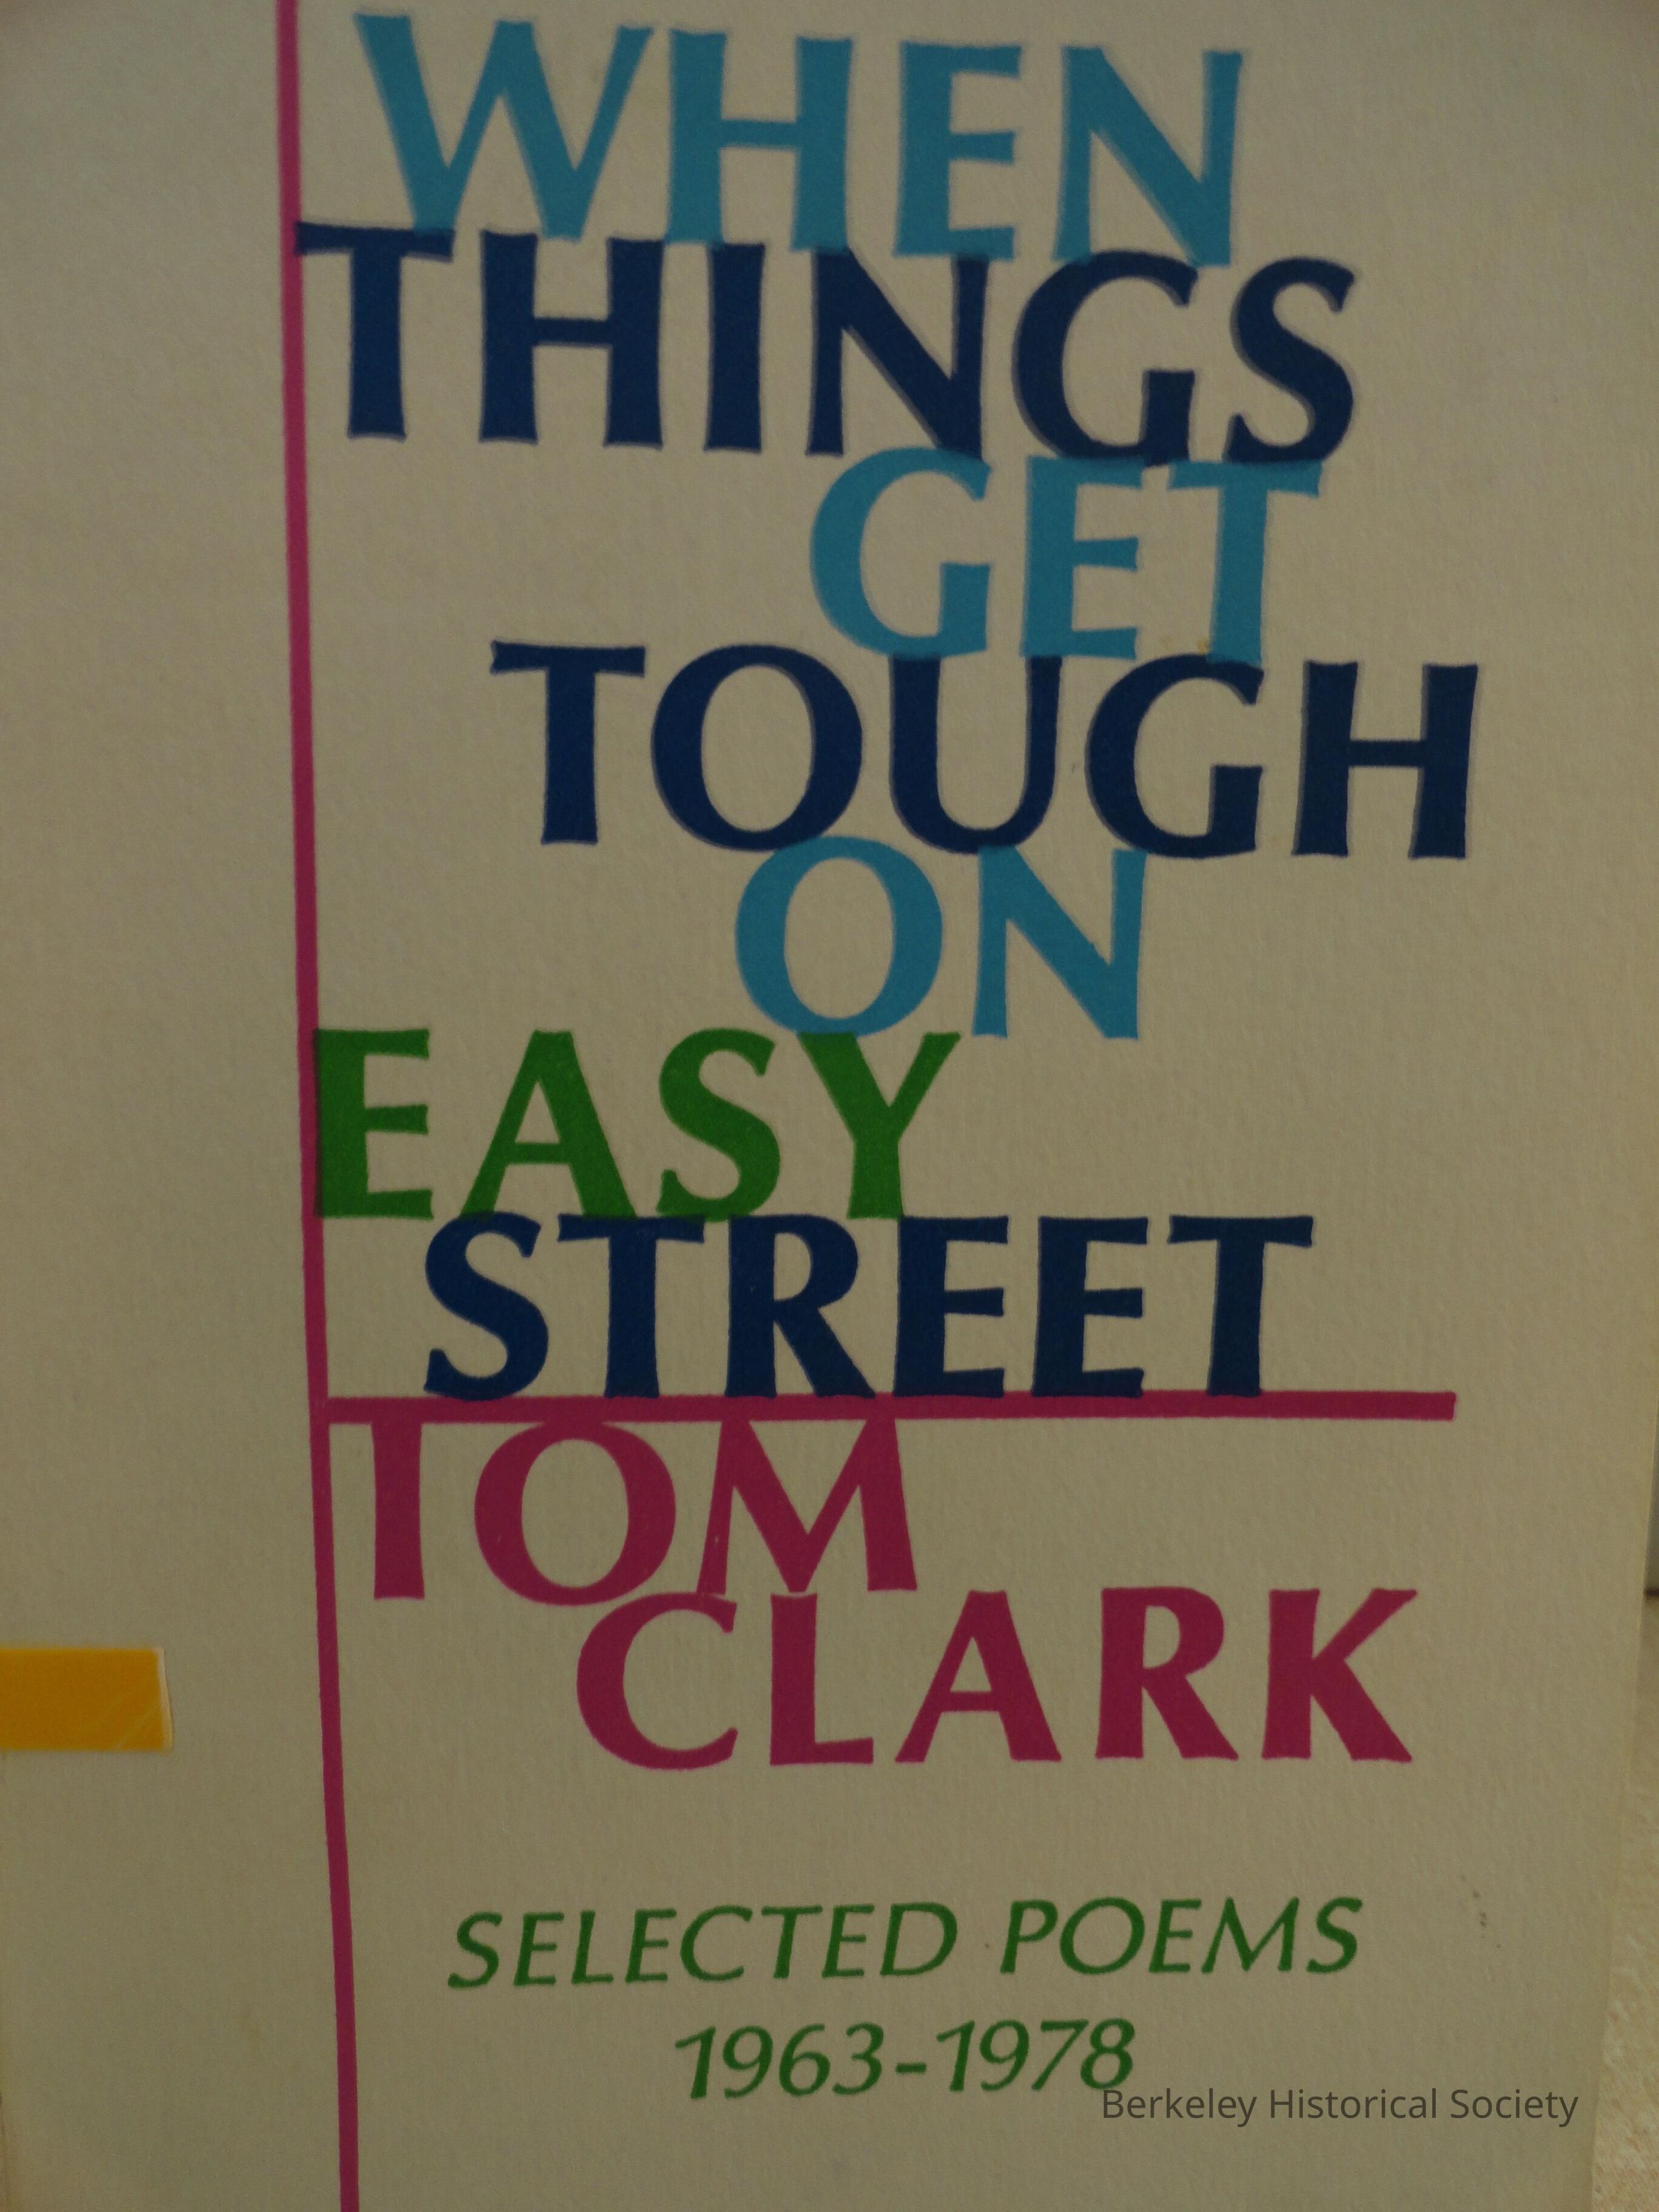 WHEN
THINGS
GET
TOUGH
ON
EASY
STREET
TOM
CLARK
SELECTED POEMS
1963-1978
Berkeley Historical Society